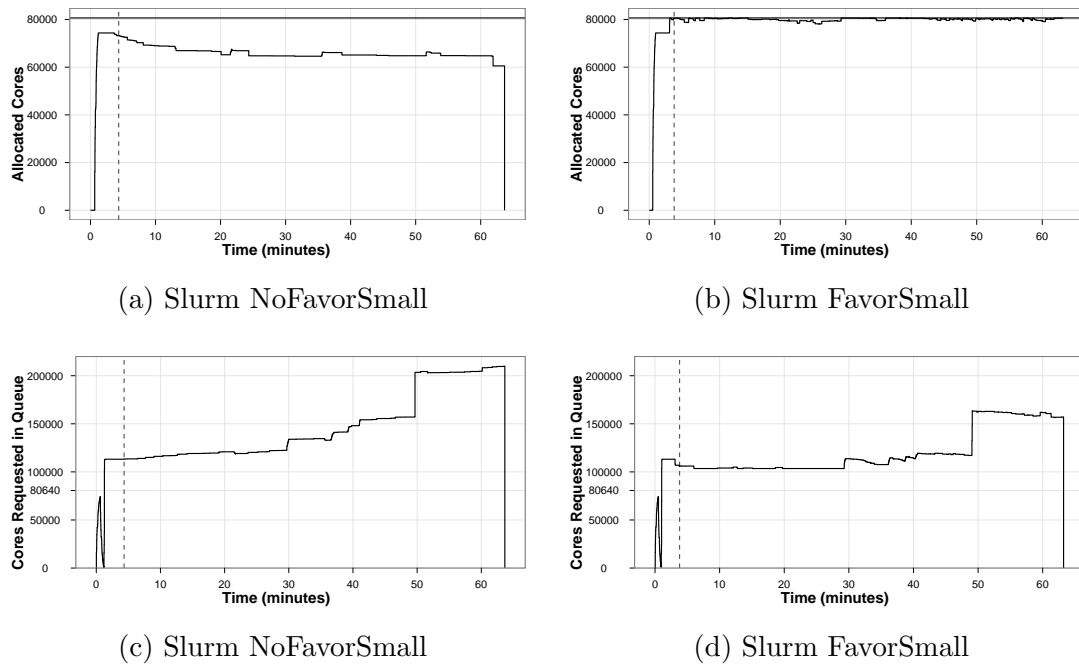 Allocated Cores
80000
60000
40000
20000
0
0 10 20 30 40 50 60
Time (minutes)
(a) Slurm NoFavorSmall
Allocated Cores
80000
60000
40000
20000
0
0 10 20 30 40 50 60
Time (minutes)
(b) Slurm FavorSmall
Cores Requested in Queue
200000
150000
100000
80640
50000
0
0 10 20 30 40 50 60
Time (minutes)
(c) Slurm NoFavorSmall
Cores Requested in Queue
200000
150000
100000
80640
50000
0
0 10 20 30 40 50 60
Time (minutes)
(d) Slurm FavorSmall